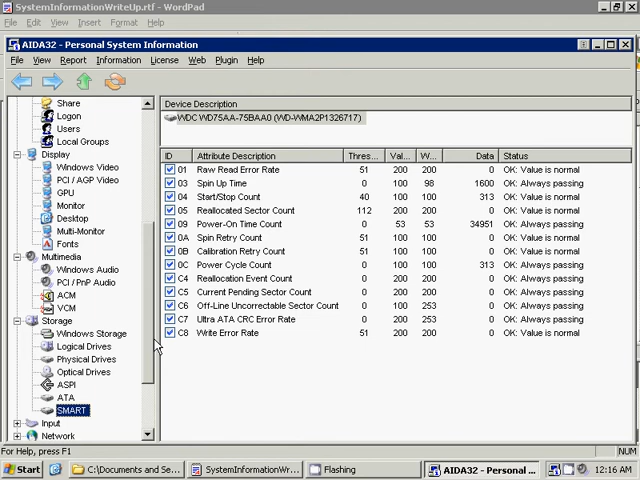 SystemInformationWriteUp.rtf - WordPad
File Edit View Insert Format Help
AIDA32 - Personal System Information
File View Report Information License Web Plugin Help
Share
Logon
Users
Local Groups
Display
Windows Video
PCI / AGP Video
GPU
Monitor
Desktop
Multi-Monitor
Fonts
Multimedia
Windows Audio
PCI / PnP Audio
ACM
VCM
Storage
Windows Storage
Logical Drives
Physical Drives
Optical Drives
ASPI
ATA
SMART
Input
Network
Device Description
WDC WD75AA-75BAA0 (WD-WMA2P1326717)
ID Attribute Description Thres... Val... W... Data Status
01 Raw Read Error Rate 51 200 200 0 OK: Value is normal
03 Spin Up Time 0 100 98 1600 OK: Always passing
04 Start/Stop Count 40 100 100 313 OK: Value is normal
05 Reallocated Sector Count 112 200 200 0 OK: Value is normal
09 Power-On Time Count 0 53 53 34951 OK: Always passing
0A Spin Retry Count 51 100 100 0 OK: Value is normal
0B Calibration Retry Count 51 100 100 0 OK: Value is normal
0C Power Cycle Count 0 100 100 313 OK: Always passing
C4 Reallocation Event Count 0 200 200 0 OK: Always passing
C5 Current Pending Sector Count 0 200 200 0 OK: Always passing
C6 Off-Line Uncorrectable Sector Count 0 100 253 0 OK: Always passing
C7 Ultra ATA CRC Error Rate 0 200 253 0 OK: Always passing
C8 Write Error Rate 51 200 200 0 OK: Value is normal
For Help, press F1
NUM
Start C:\Documents and Se... SystemInformationWr... Flashing AIDA32 - Personal ... 12:16 AM